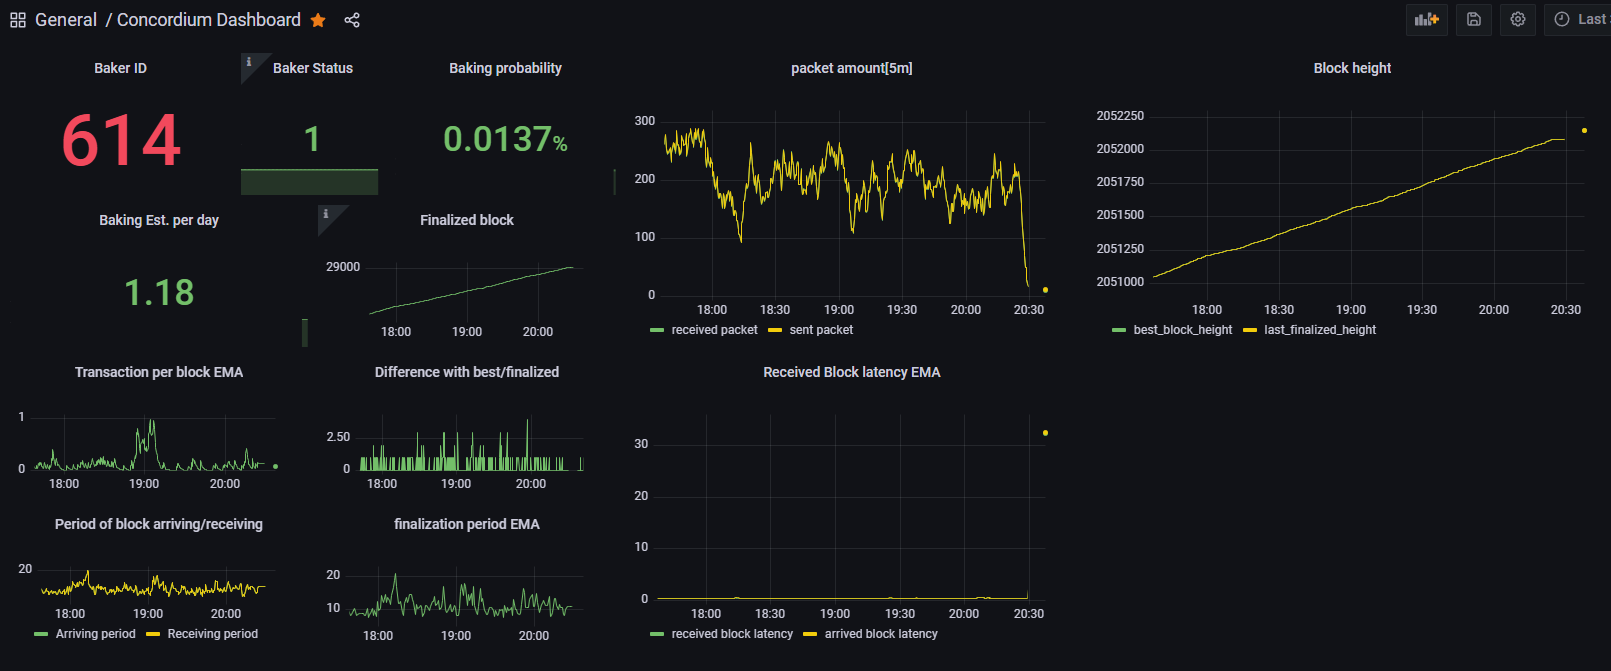 General / Concordium Dashboard
Last
Baker ID
614
Baker Status
1
Baking probability
0.0137%
packet amount[5m]
300
200
100
0
18:00 18:30 19:00 19:30 20:00 20:30
received packet sent packet
Block height
2052250
2052000
2051750
2051500
2051250
2051000
18:00 18:30 19:00 19:30 20:00 20:30
best_block_height last_finalized_height
Baking Est. per day
1.18
Finalized block
29000
18:00 19:00 20:00
Transaction per block EMA
1
0
18:00 19:00 20:00
Difference with best/finalized
2.50
0
18:00 19:00 20:00
Received Block latency EMA
30
20
10
0
18:00 18:30 19:00 19:30 20:00 20:30
received block latency arrived block latency
Period of block arriving/receiving
20
18:00 19:00 20:00
Arriving period Receiving period
finalization period EMA
20
10
18:00 19:00 20:00